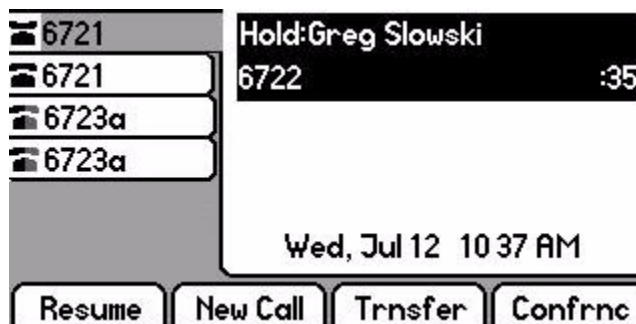 6721
6721
6723a
6723a
Hold:Greg Slowski
6722 :35
Wed, Jul 12 10 37 AM
Resume New Call Trnsfer Confrnc